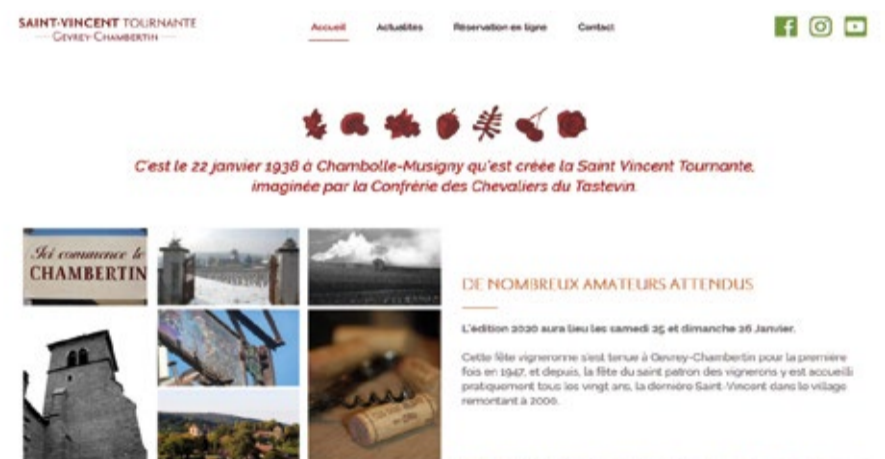 SAINT-VINCENT TOURNANTE
GEVREY-CHAMBERTIN
Accueil Actualités Réservation en ligne Contact
C'est le 22 janvier 1938 à Chambolle-Musigny qu'est créée la Saint Vincent Tournante,
imaginée par la Confrérie des Chevaliers du Tastevin.
Ici commence le
CHAMBERTIN
DE NOMBREUX AMATEURS ATTENDUS
L'édition 2020 aura lieu les samedi 25 et dimanche 26 Janvier.
Cette fête vigneronne s'est tenue à Gevrey-Chambertin pour la première
fois en 1947, et depuis, la fête du saint patron des vignerons y est accueilli
pratiquement tous les vingt ans, la dernière Saint-Vincent dans le village
remontant à 2000.